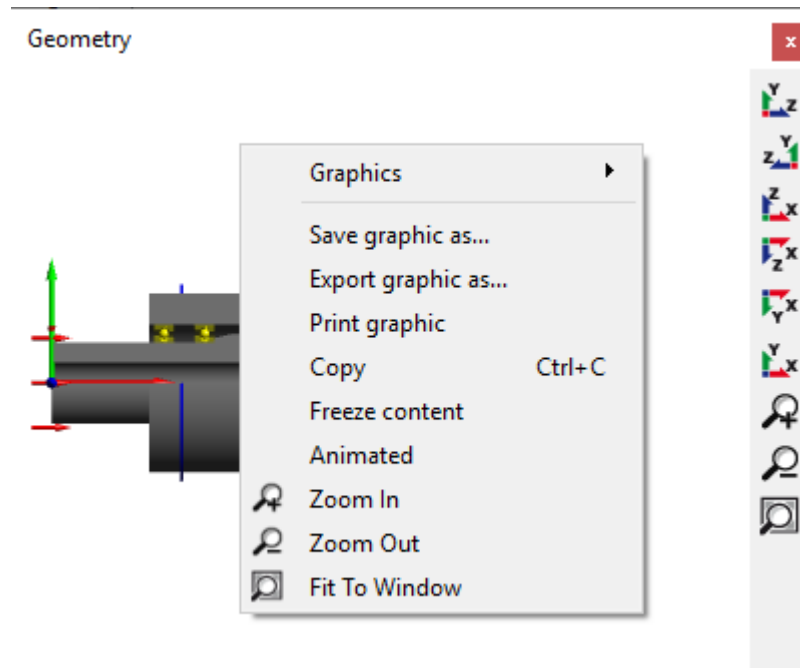 Geometry
x
Graphics
Save graphic as...
Export graphic as...
Print graphic
Copy Ctrl+C
Freeze content
Animated
Zoom In
Zoom Out
Fit To Window
Y Z
Z Y
Z X
X Z
X Y
Y X